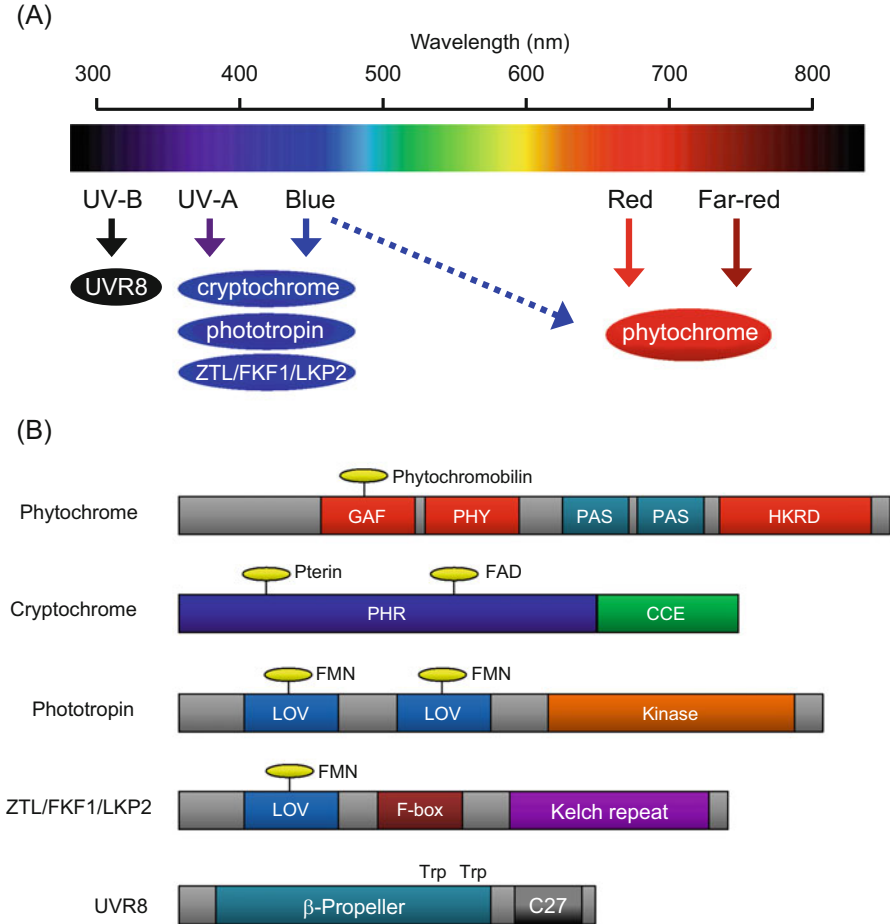 (A)
Wavelength (nm)
300 400 500 600 700 800
UV-B UV-A Blue Red Far-red
UVR8 cryptochrome phytochrome
phototropin
ZTL/FKF1/LKP2
(B)
Phytochromobilin
Phytochrome GAF PHY PAS PAS HKRD
Pterin FAD
Cryptochrome PHR CCE
FMN FMN
Phototropin LOV LOV Kinase
FMN
ZTL/FKF1/LKP2 LOV F-box Kelch repeat
Trp Trp
UVR8 β-Propeller C27